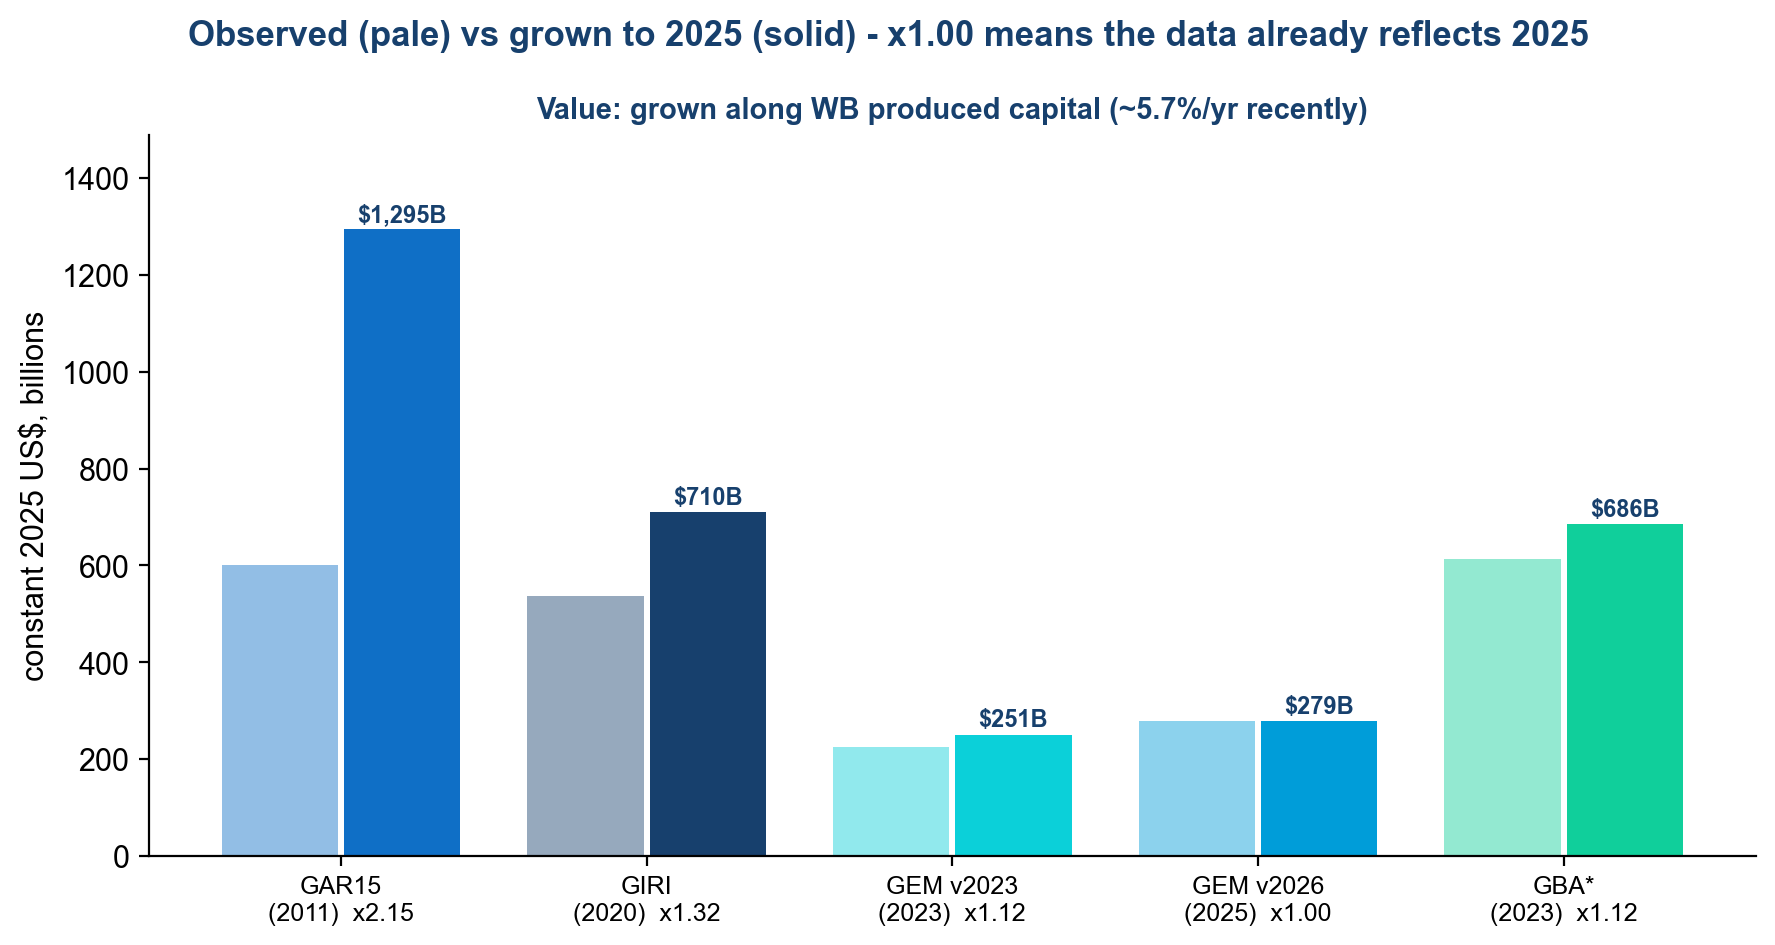 Observed (pale) vs grown to 2025 (solid) - x1.00 means the data already reflects 2025
Value: grown along WB produced capital (~5.7%/yr recently)
constant 2025 US$, billions
1400
1200
1000
800
600
400
200
0
$1,295B
$710B
$251B
$279B
$686B
GAR15
(2011) x2.15
GIRI
(2020) x1.32
GEM v2023
(2023) x1.12
GEM v2026
(2025) x1.00
GBA*
(2023) x1.12